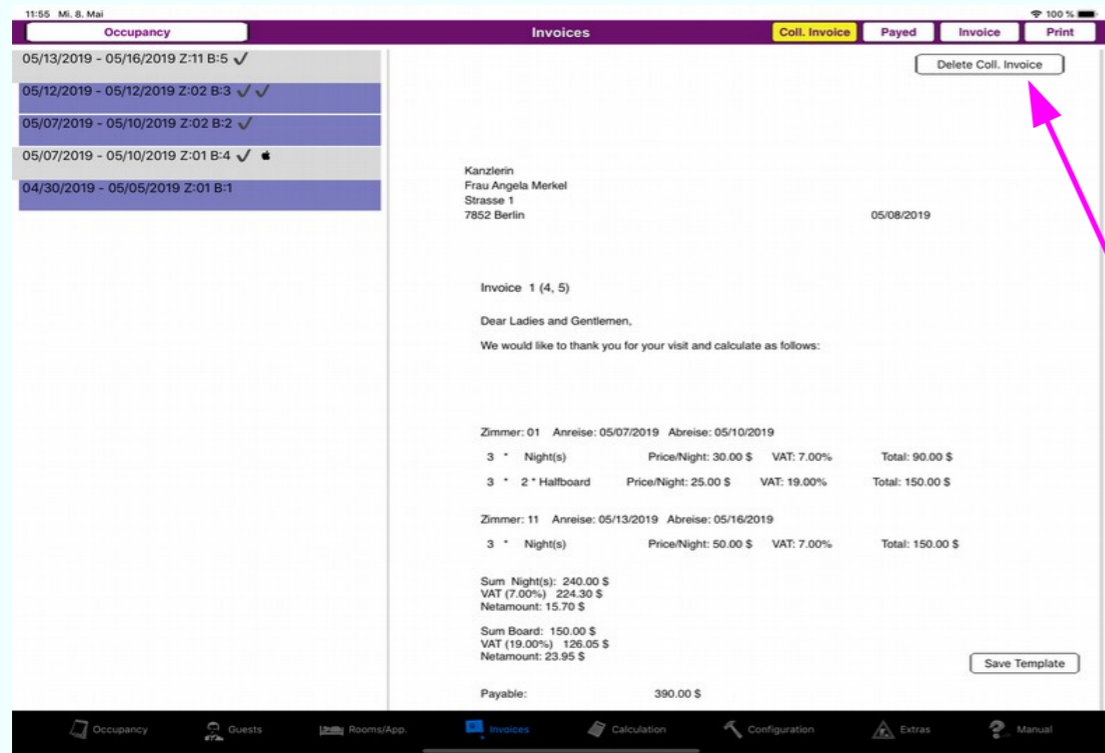 11:55 Mi. 8. Mai 100 %
Occupancy Invoices Coll. Invoice Payed Invoice Print
05/13/2019 - 05/16/2019 Z:11 B:5 ✓
05/12/2019 - 05/12/2019 Z:02 B:3 ✓ ✓
05/07/2019 - 05/10/2019 Z:02 B:2 ✓
05/07/2019 - 05/10/2019 Z:01 B:4 ✓
04/30/2019 - 05/05/2019 Z:01 B:1
Delete Coll. Invoice
Kanzlerin
Frau Angela Merkel
Strasse 1
7852 Berlin 05/08/2019
Invoice 1 (4, 5)
Dear Ladies and Gentlemen,
We would like to thank you for your visit and calculate as follows:
Zimmer: 01 Anreise: 05/07/2019 Abreise: 05/10/2019
3 * Night(s) Price/Night: 30.00 $ VAT: 7.00% Total: 90.00 $
3 * 2 * Halfboard Price/Night: 25.00 $ VAT: 19.00% Total: 150.00 $
Zimmer: 11 Anreise: 05/13/2019 Abreise: 05/16/2019
3 * Night(s) Price/Night: 50.00 $ VAT: 7.00% Total: 150.00 $
Sum Night(s): 240.00 $
VAT (7.00%) 224.30 $
Netamount: 15.70 $
Sum Board: 150.00 $
VAT (19.00%) 126.05 $
Netamount: 23.95 $
Save Template
Payable: 390.00 $
Occupancy Guests Rooms/App. Invoices Calculation Configuration Extras Manual